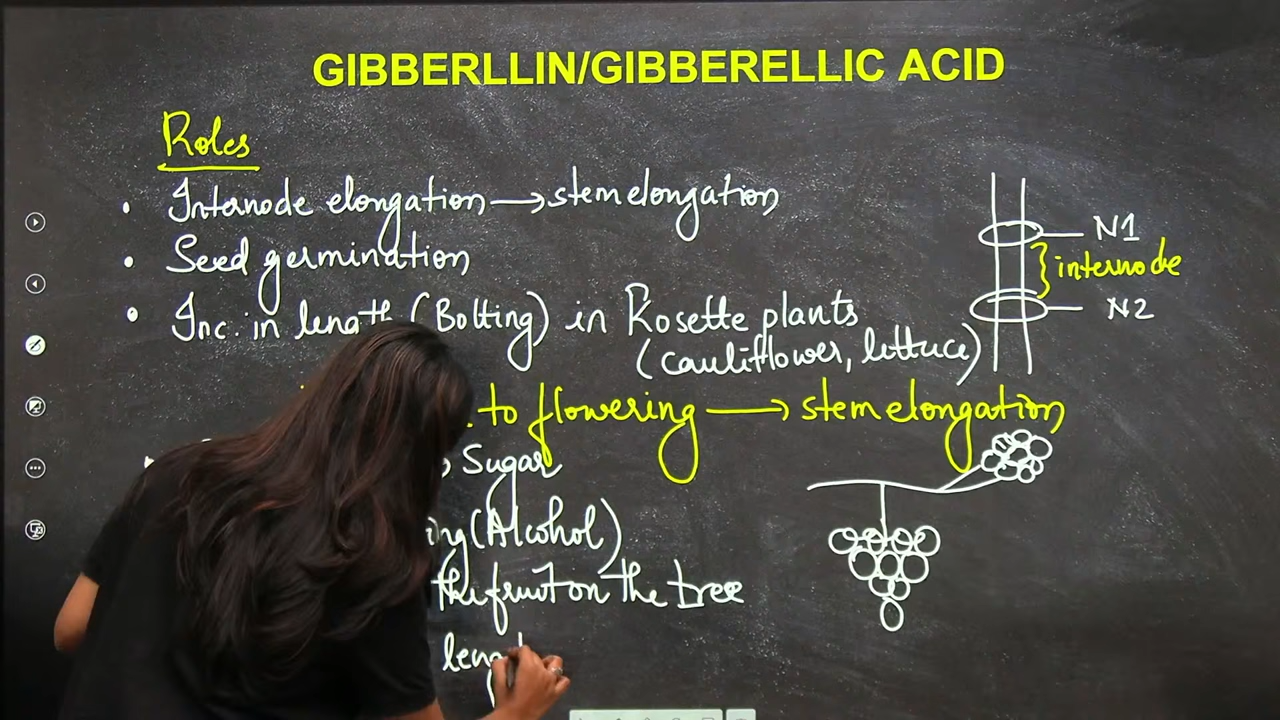 GIBBERLLIN/GIBBERELLIC ACID
Roles
• Internode elongation → stem elongation
• Seed germination
• Inc. in length (Bolting) in Rosette plants
(cauliflower, lettuce)
to flowering → stem elongation
Sugar
(Alcohol)
the fruit on the tree
N1
internode
N2